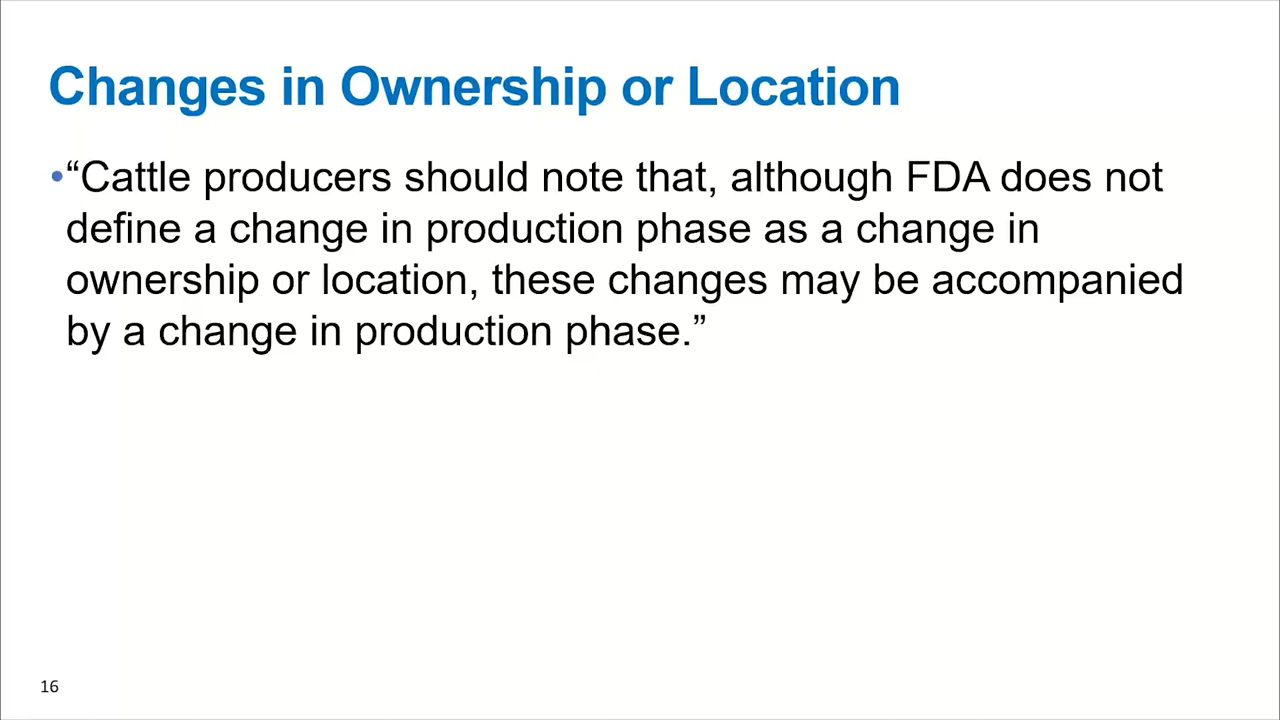 Changes in Ownership or Location
•“Cattle producers should note that, although FDA does not
define a change in production phase as a change in
ownership or location, these changes may be accompanied
by a change in production phase.”
16